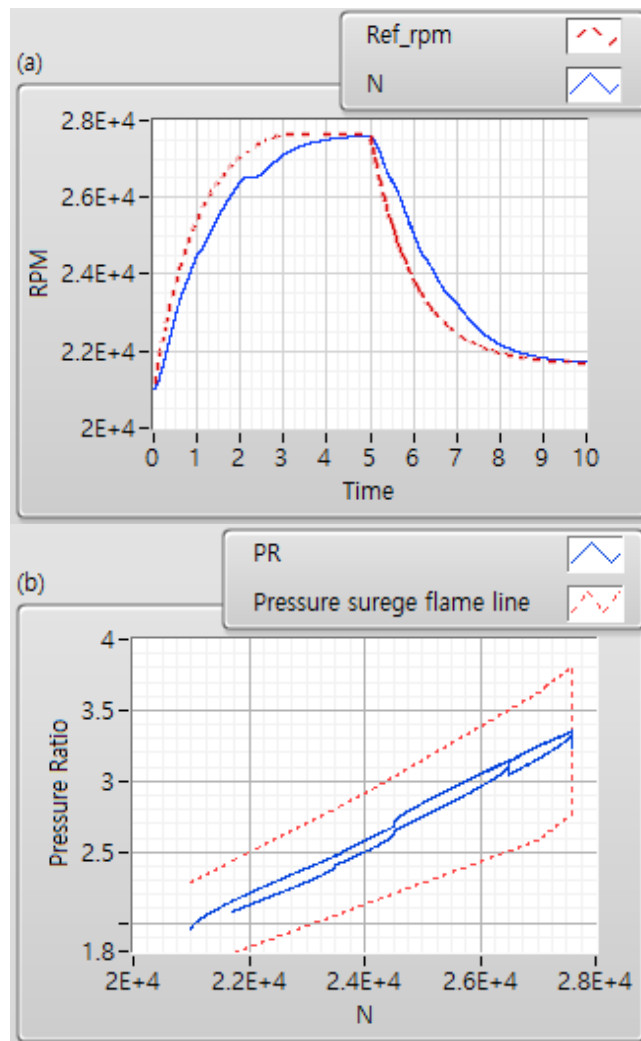 Ref_rpm
N
(a)
2.8E+4
2.6E+4
2.4E+4
2.2E+4
2E+4
RPM
0 1 2 3 4 5 6 7 8 9 10
Time
PR
Pressure surege flame line
(b)
4
3.5
3
2.5
1.8
Pressure Ratio
2E+4 2.2E+4 2.4E+4 2.6E+4 2.8E+4
N